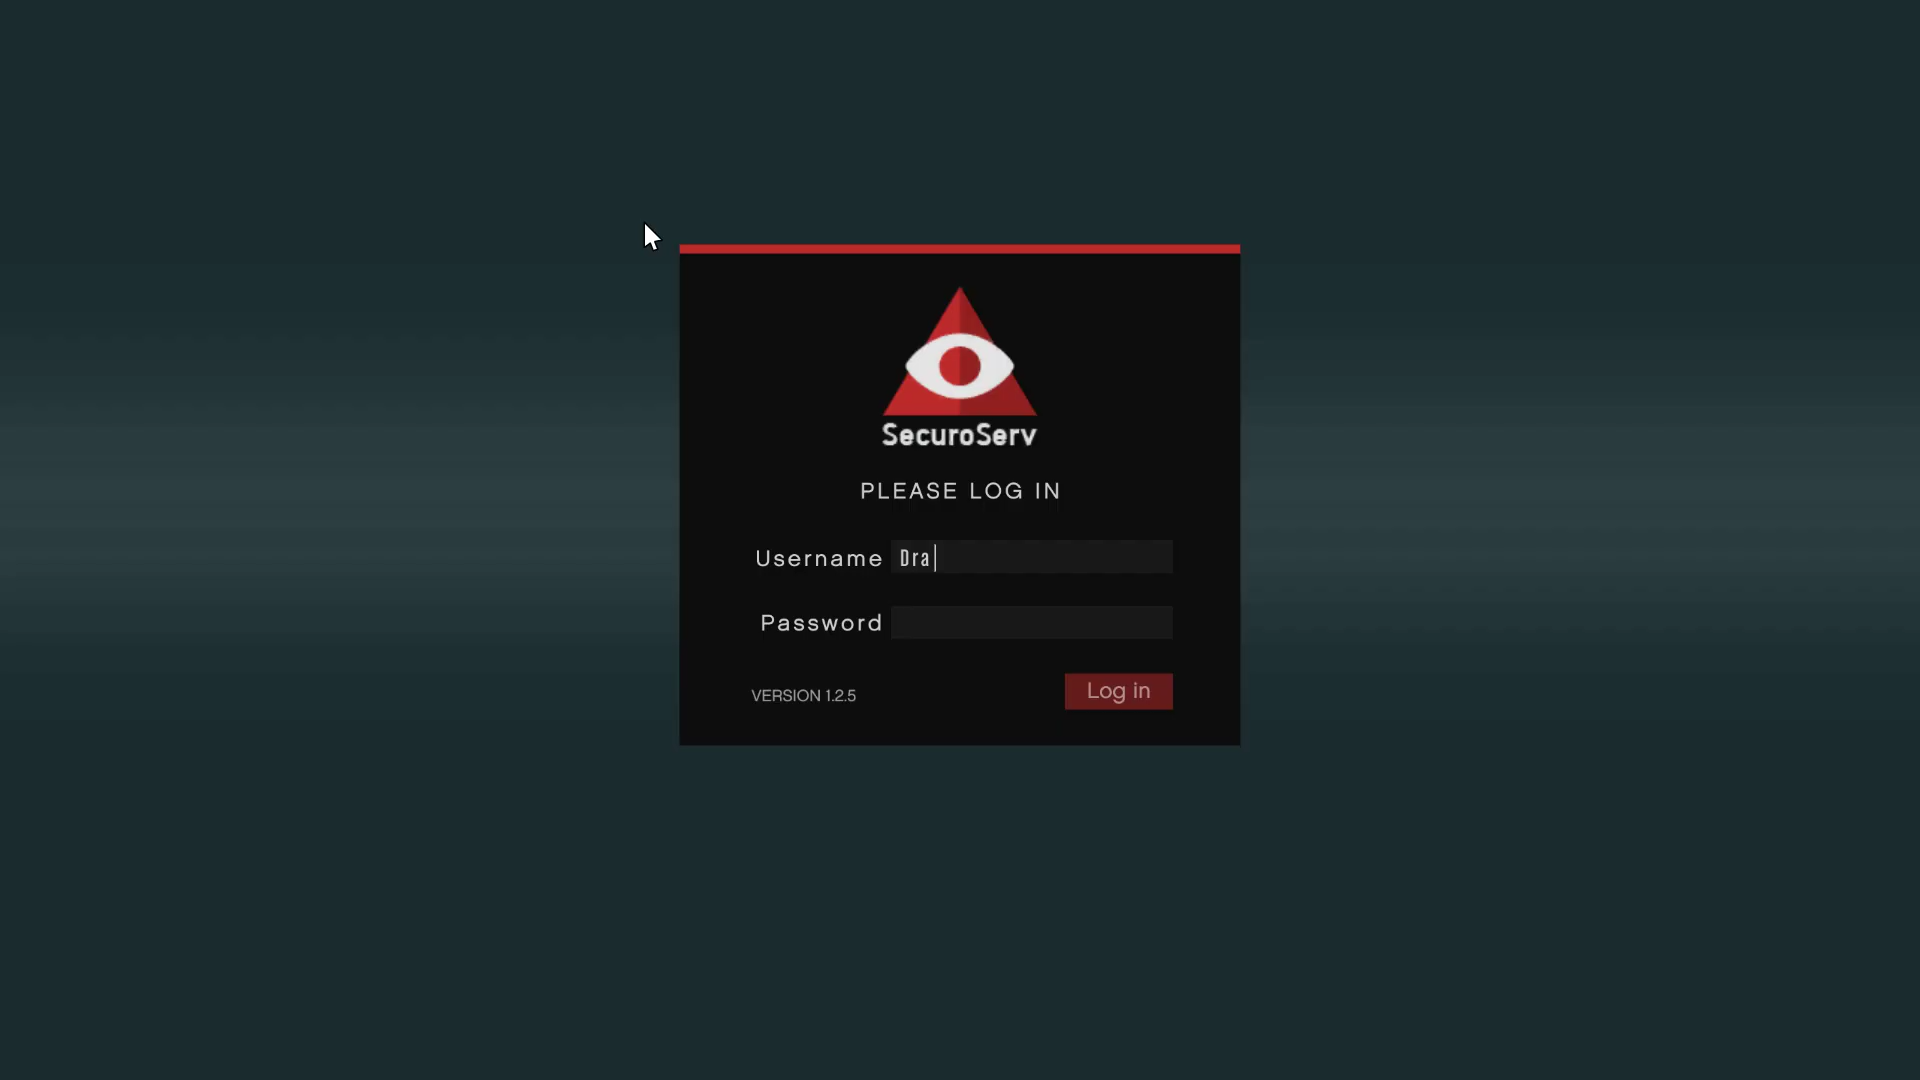 SecuroServ
PLEASE LOG IN
Username Dra
Password
VERSION 1.2.5
Log in